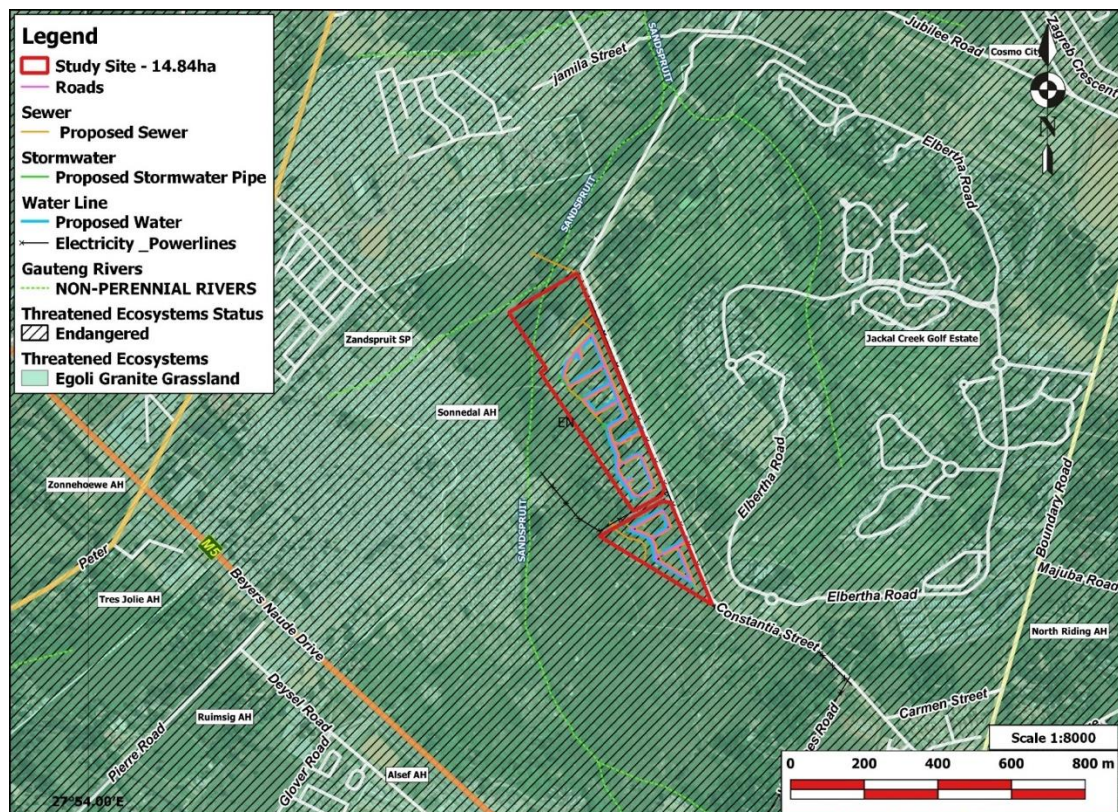 Legend
Study Site - 14.84ha
Roads
Sewer
Proposed Sewer
Stormwater
Proposed Stormwater Pipe
Water Line
Proposed Water
Electricity _Powerlines
Gauteng Rivers
NON-PERENNIAL RIVERS
Threatened Ecosystems Status
Endangered
Threatened Ecosystems
Egoli Granite Grassland
Jamila Street
SANDSPRUIT
Jubilee Road
Cosmo City
Zagreb Crescent
N
Elbertha Road
SANDSPRUIT
Zandspruit SP
Jackal Creek Golf Estate
Sonnedal AH
EN
Zonnehoewe AH
Elbertha Road
Boundary Road
SANDSPRUIT
M5
Peter
Beyers Naude Drive
Tres Jolie AH
Majuba Road
Elbertha Road
Constantia Street
North Riding AH
Deysel Road
Ruimsig AH
Pierre Road
Glover Road
Alsef AH
Carmen Street
Road
Scale 1:8000
0 200 400 600 800 m
27°54.00'E